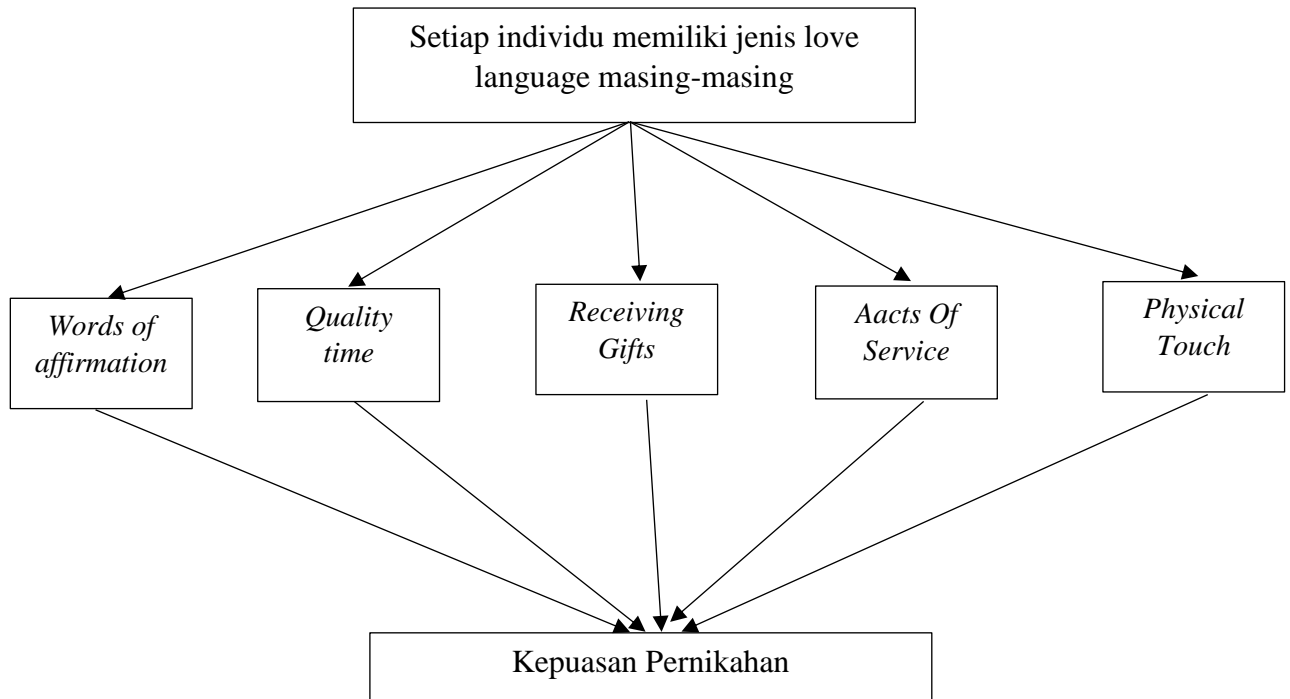 Setiap individu memiliki jenis love
language masing-masing
Words of
affirmation
Quality
time
Receiving
Gifts
Aacts Of
Service
Physical
Touch
Kepuasan Pernikahan